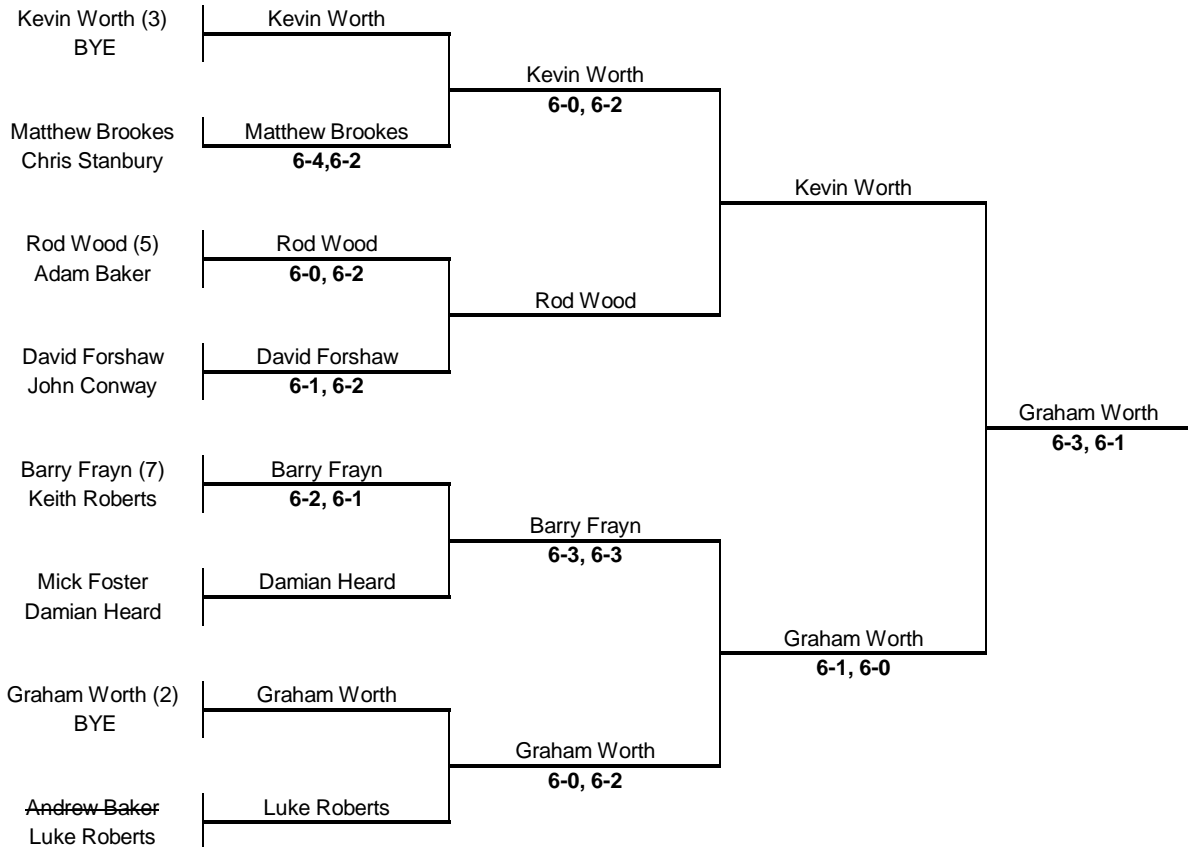 Kevin Worth (3)
BYE
Kevin Worth
Kevin Worth
6-0, 6-2
Matthew Brookes
Chris Stanbury
Matthew Brookes
6-4,6-2
Kevin Worth
Rod Wood (5)
Adam Baker
Rod Wood
6-0, 6-2
Rod Wood
David Forshaw
John Conway
David Forshaw
6-1, 6-2
Graham Worth
6-3, 6-1
Barry Frayn (7)
Keith Roberts
Barry Frayn
6-2, 6-1
Barry Frayn
6-3, 6-3
Mick Foster
Damian Heard
Damian Heard
Graham Worth
6-1, 6-0
Graham Worth (2)
BYE
Graham Worth
Graham Worth
6-0, 6-2
Andrew Baker
Luke Roberts
Luke Roberts